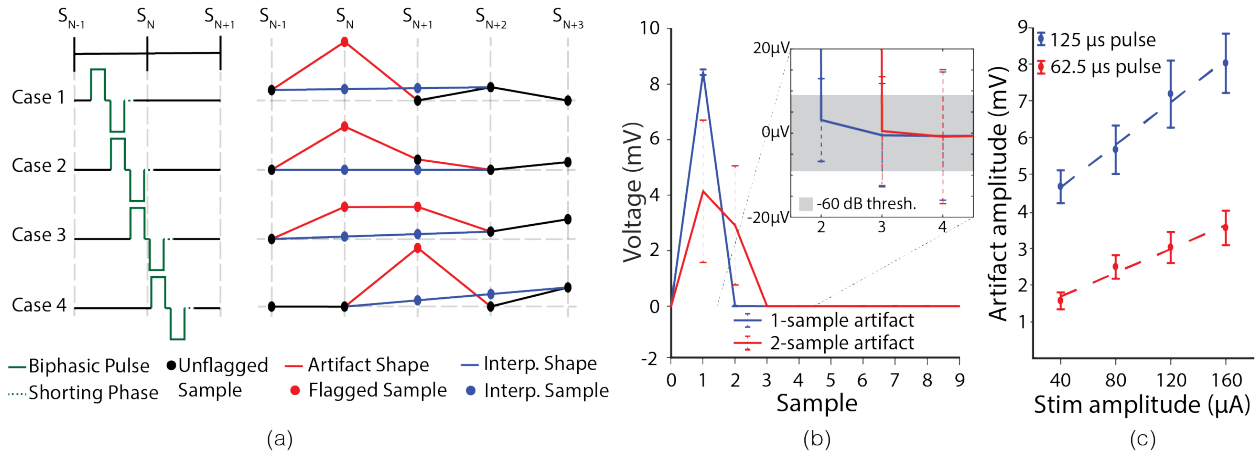 S_N-1 S_N S_N+1
S_N-1 S_N S_N+1 S_N+2 S_N+3
Case 1
Case 2
Case 3
Case 4
Biphasic Pulse
Shorting Phase
Unflagged
Sample
Artifact Shape
Flagged Sample
Interp. Shape
Interp. Sample
(a)
(b)
Voltage (mV)
10
8
6
4
2
0
-2
20µV
0µV
-20µV
-60 dB thresh.
2 3 4
1-sample artifact
2-sample artifact
0 1 2 3 4 5 6 7 8 9
Sample
(b)
(c)
Artifact amplitude (mV)
9
8
7
6
5
4
3
2
1
125 µs pulse
62.5 µs pulse
40 80 120 160
Stim amplitude (µA)
(c)